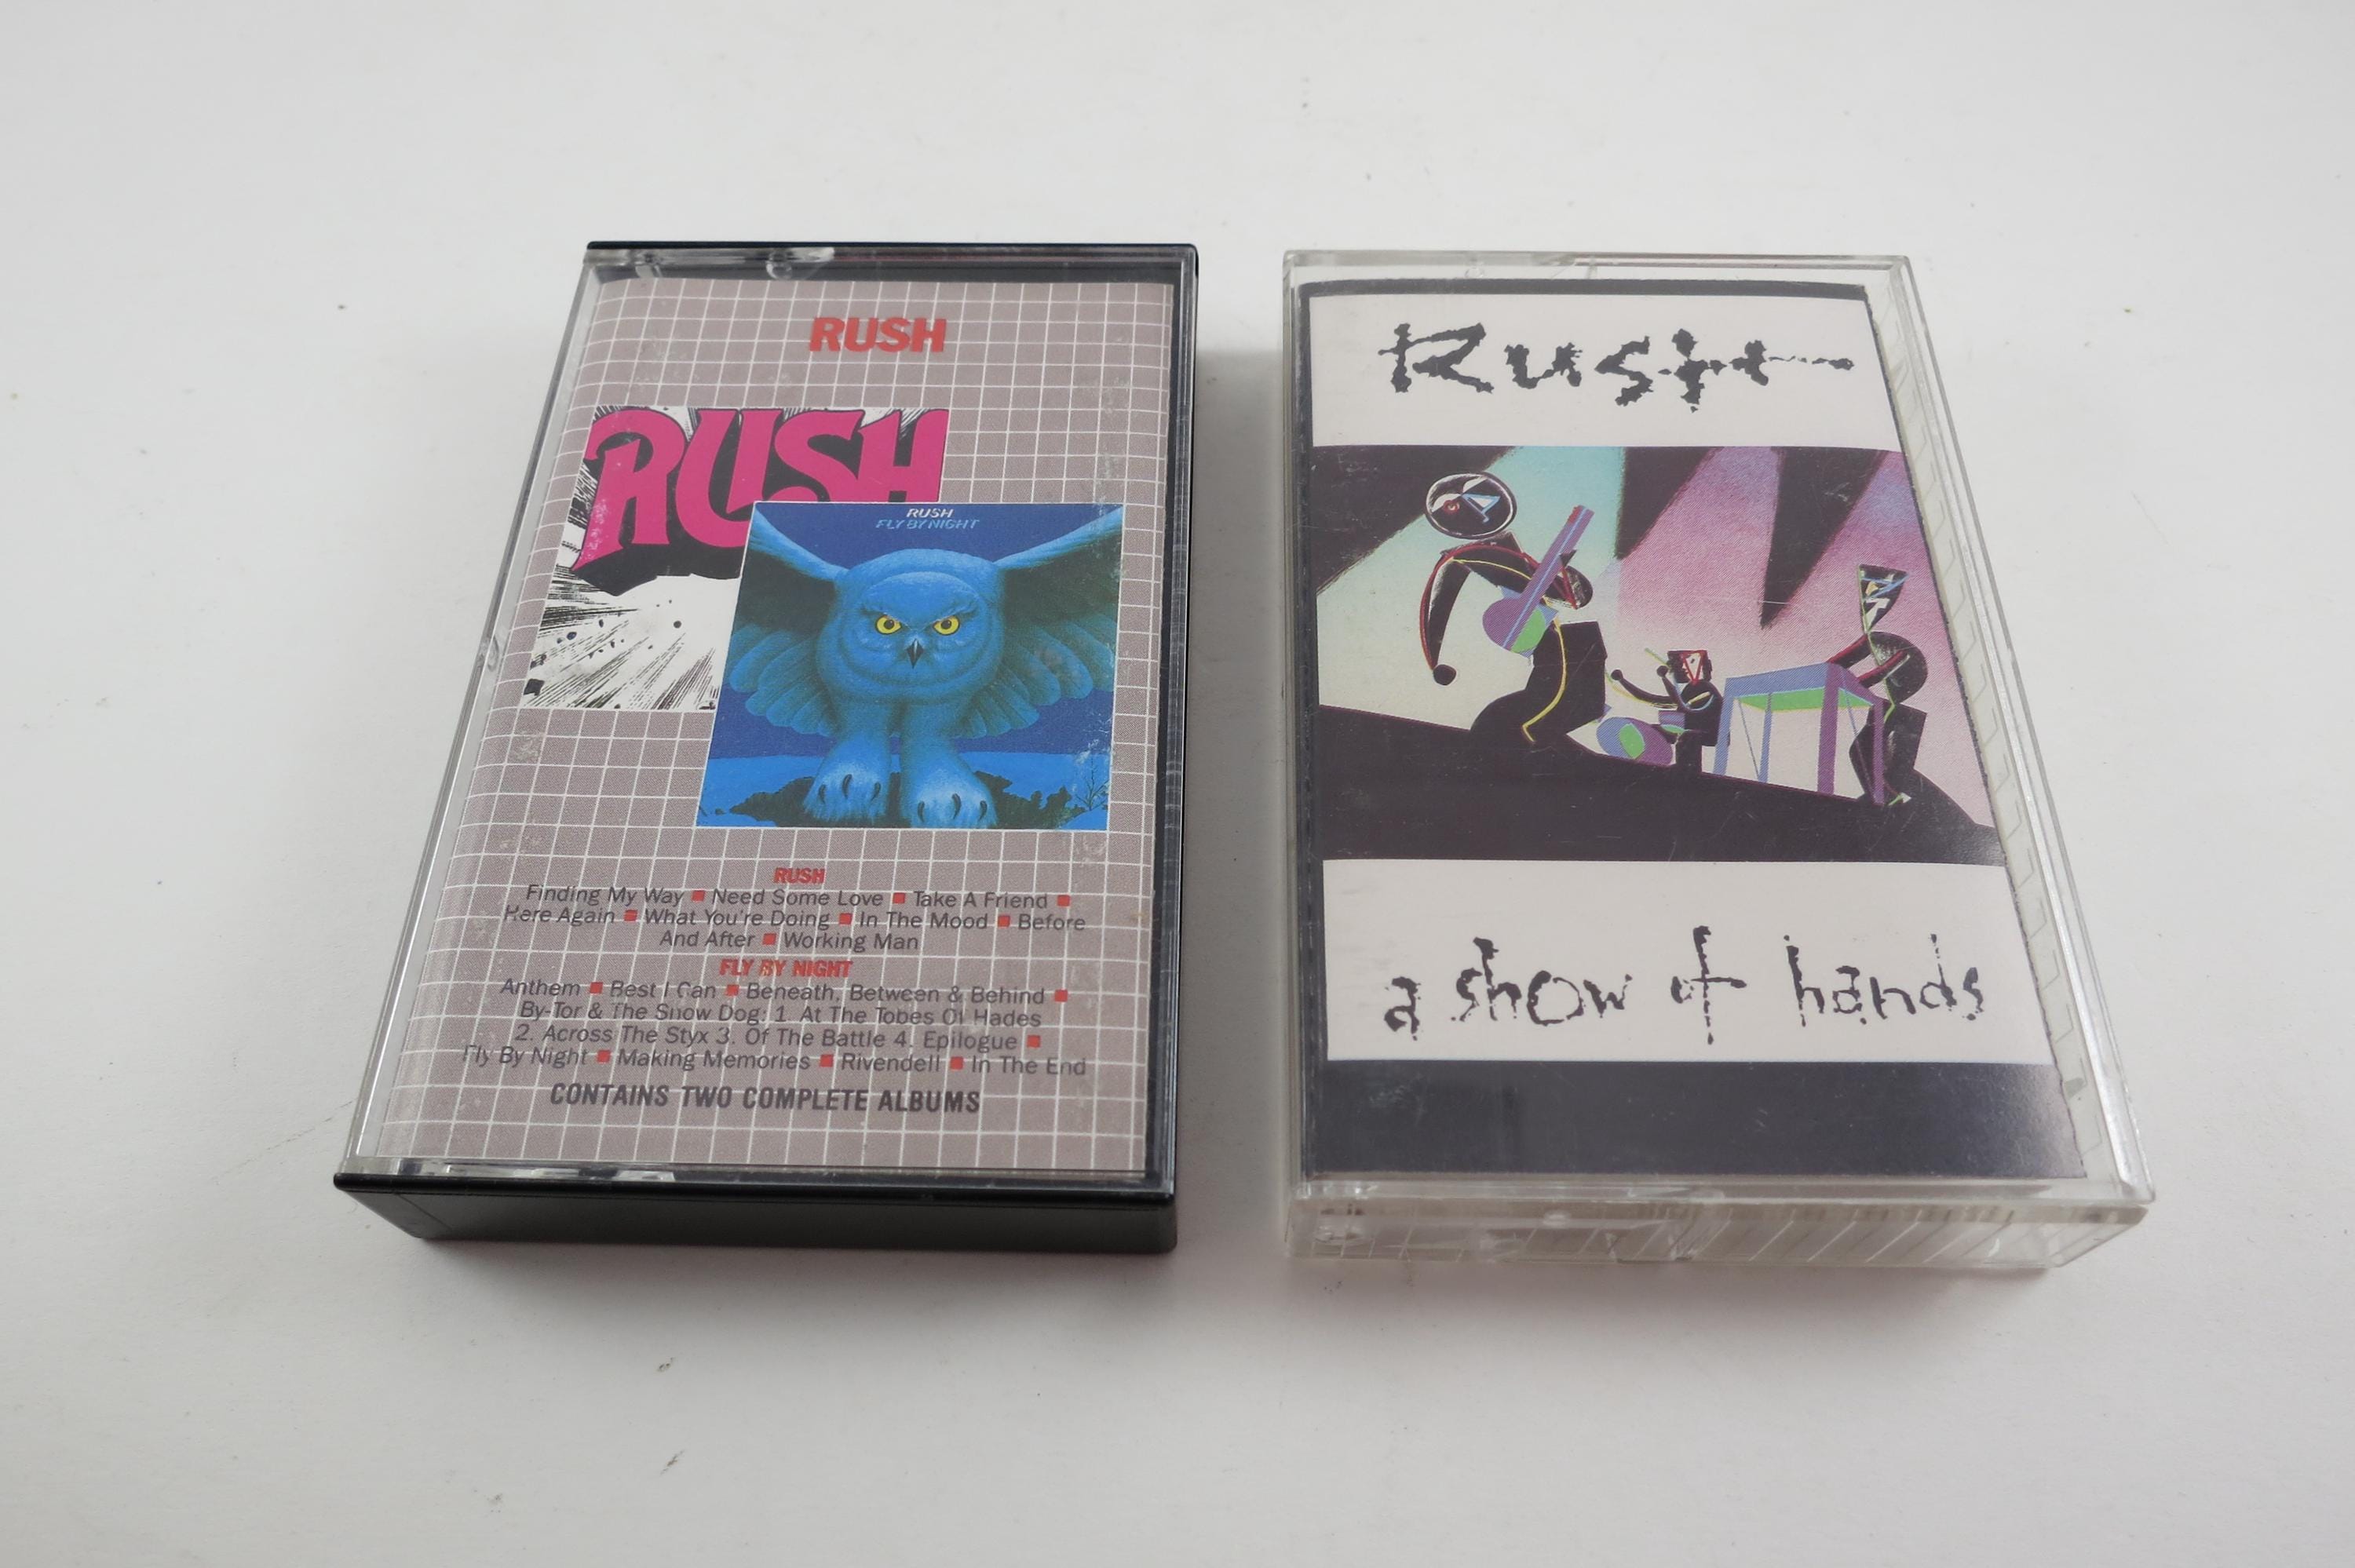 RUSH
RUSH
RUSH
FLY BY NIGHT
RUSH
Finding My Way ■ Need Some Love ■ Take A Friend ■
Here Again ■ What You're Doing ■ In The Mood ■ Before
And After ■ Working Man
FLY BY NIGHT
Anthem ■ Best I Can ■ Beneath, Between & Behind ■
By-Tor & The Snow Dog: 1. At The Tobes Of Hades
2. Across The Styx 3. Of The Battle 4. Epilogue ■
Fly By Night ■ Making Memories ■ Rivendell ■ In The End
CONTAINS TWO COMPLETE ALBUMS
Rush
a show of hands